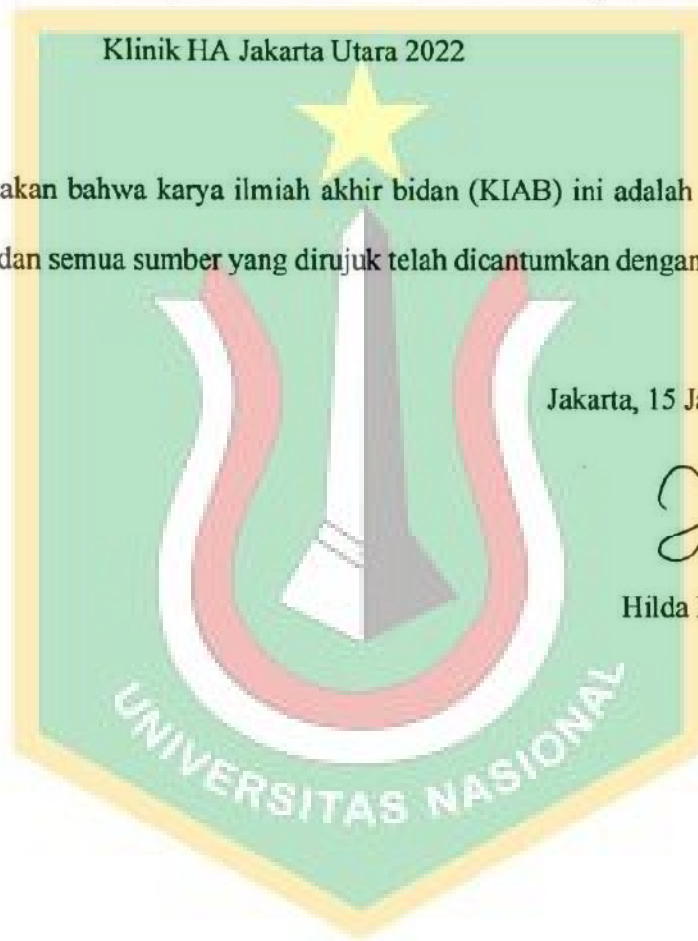 Klinik HA Jakarta Utara 2022
akan bahwa karya ilmiah akhir bidan (KIAB) ini adalah
dan semua sumber yang dirujuk telah dicantumkan dengan
Jakarta, 15
Hilda
UNIVERSITAS NASIONAL